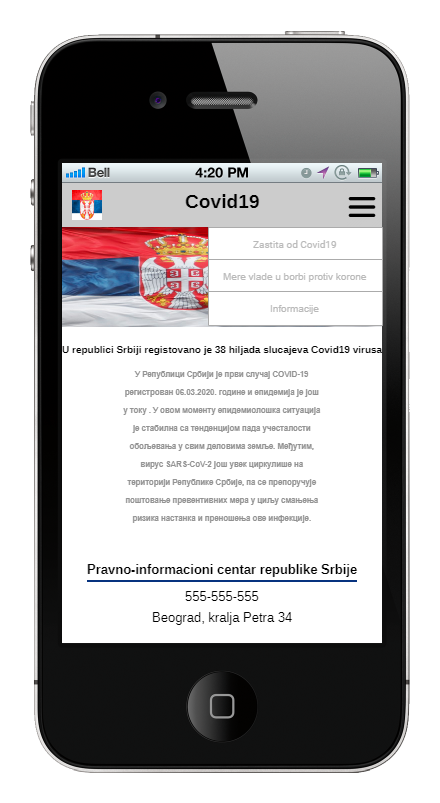 Bell
4:20 PM
Covid19
Zastita od Covid19
Mere vlade u borbi protiv korone
Informacije
U republici Srbiji registovano je 38 hiljada slucajeva Covid19 virusa
У Републици Србији је први случај COVID-19
регистрован 06.03.2020. године и епидемија је још
у току . У овом моменту епидемиолошка ситуација
је стабилна са тенденцијом пада учесталости
обољевања у свим деловима земље. Међутим,
вирус SARS-CoV-2 још увек циркулише на
територији Републике Србије, па се препоручује
поштовање превентивних мера у циљу смањења
ризика настанка и преношења ове инфекције.
Pravno-informacioni centar republike Srbije
555-555-555
Beograd, kralja Petra 34